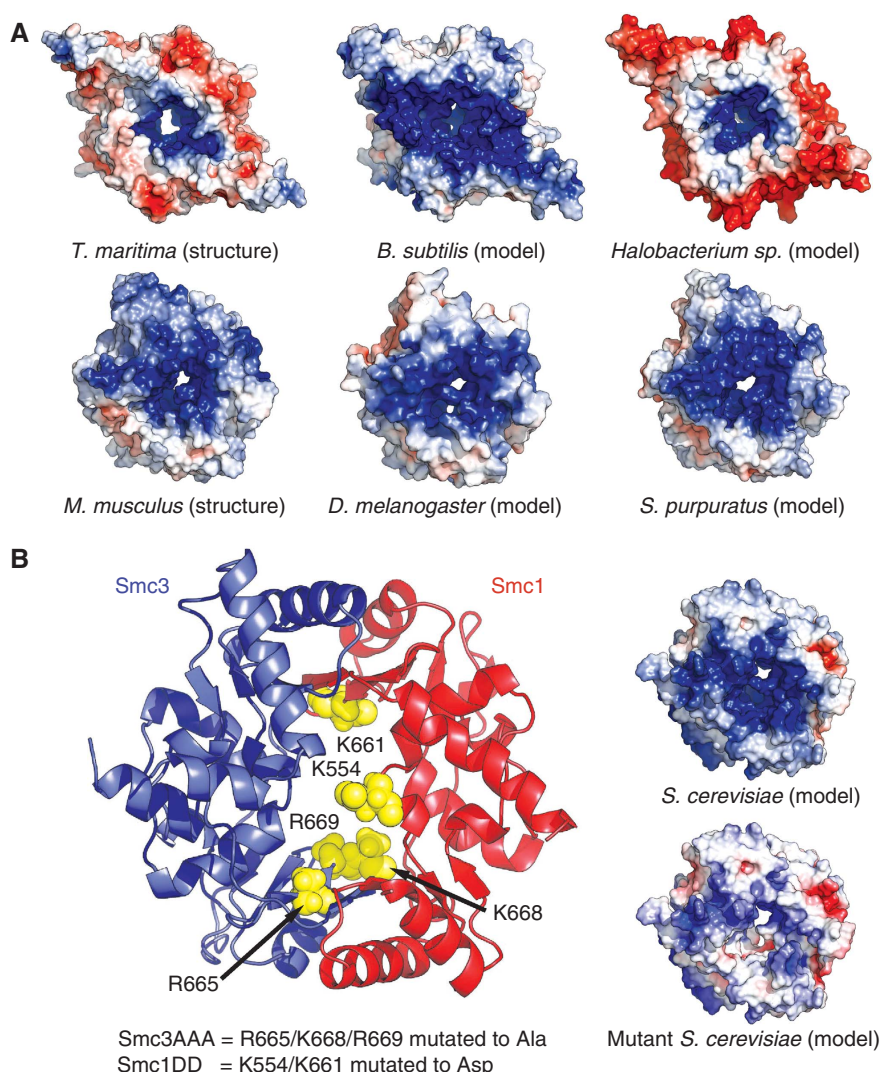 A
T. maritima (structure)
B. subtilis (model)
Halobacterium sp. (model)
M. musculus (structure)
D. melanogaster (model)
S. purpuratus (model)
B
Smc3
Smc1
K661
K554
R669
K668
R665
Smc3AAA = R665/K668/R669 mutated to Ala
Smc1DD = K554/K661 mutated to Asp
S. cerevisiae (model)
Mutant S. cerevisiae (model)